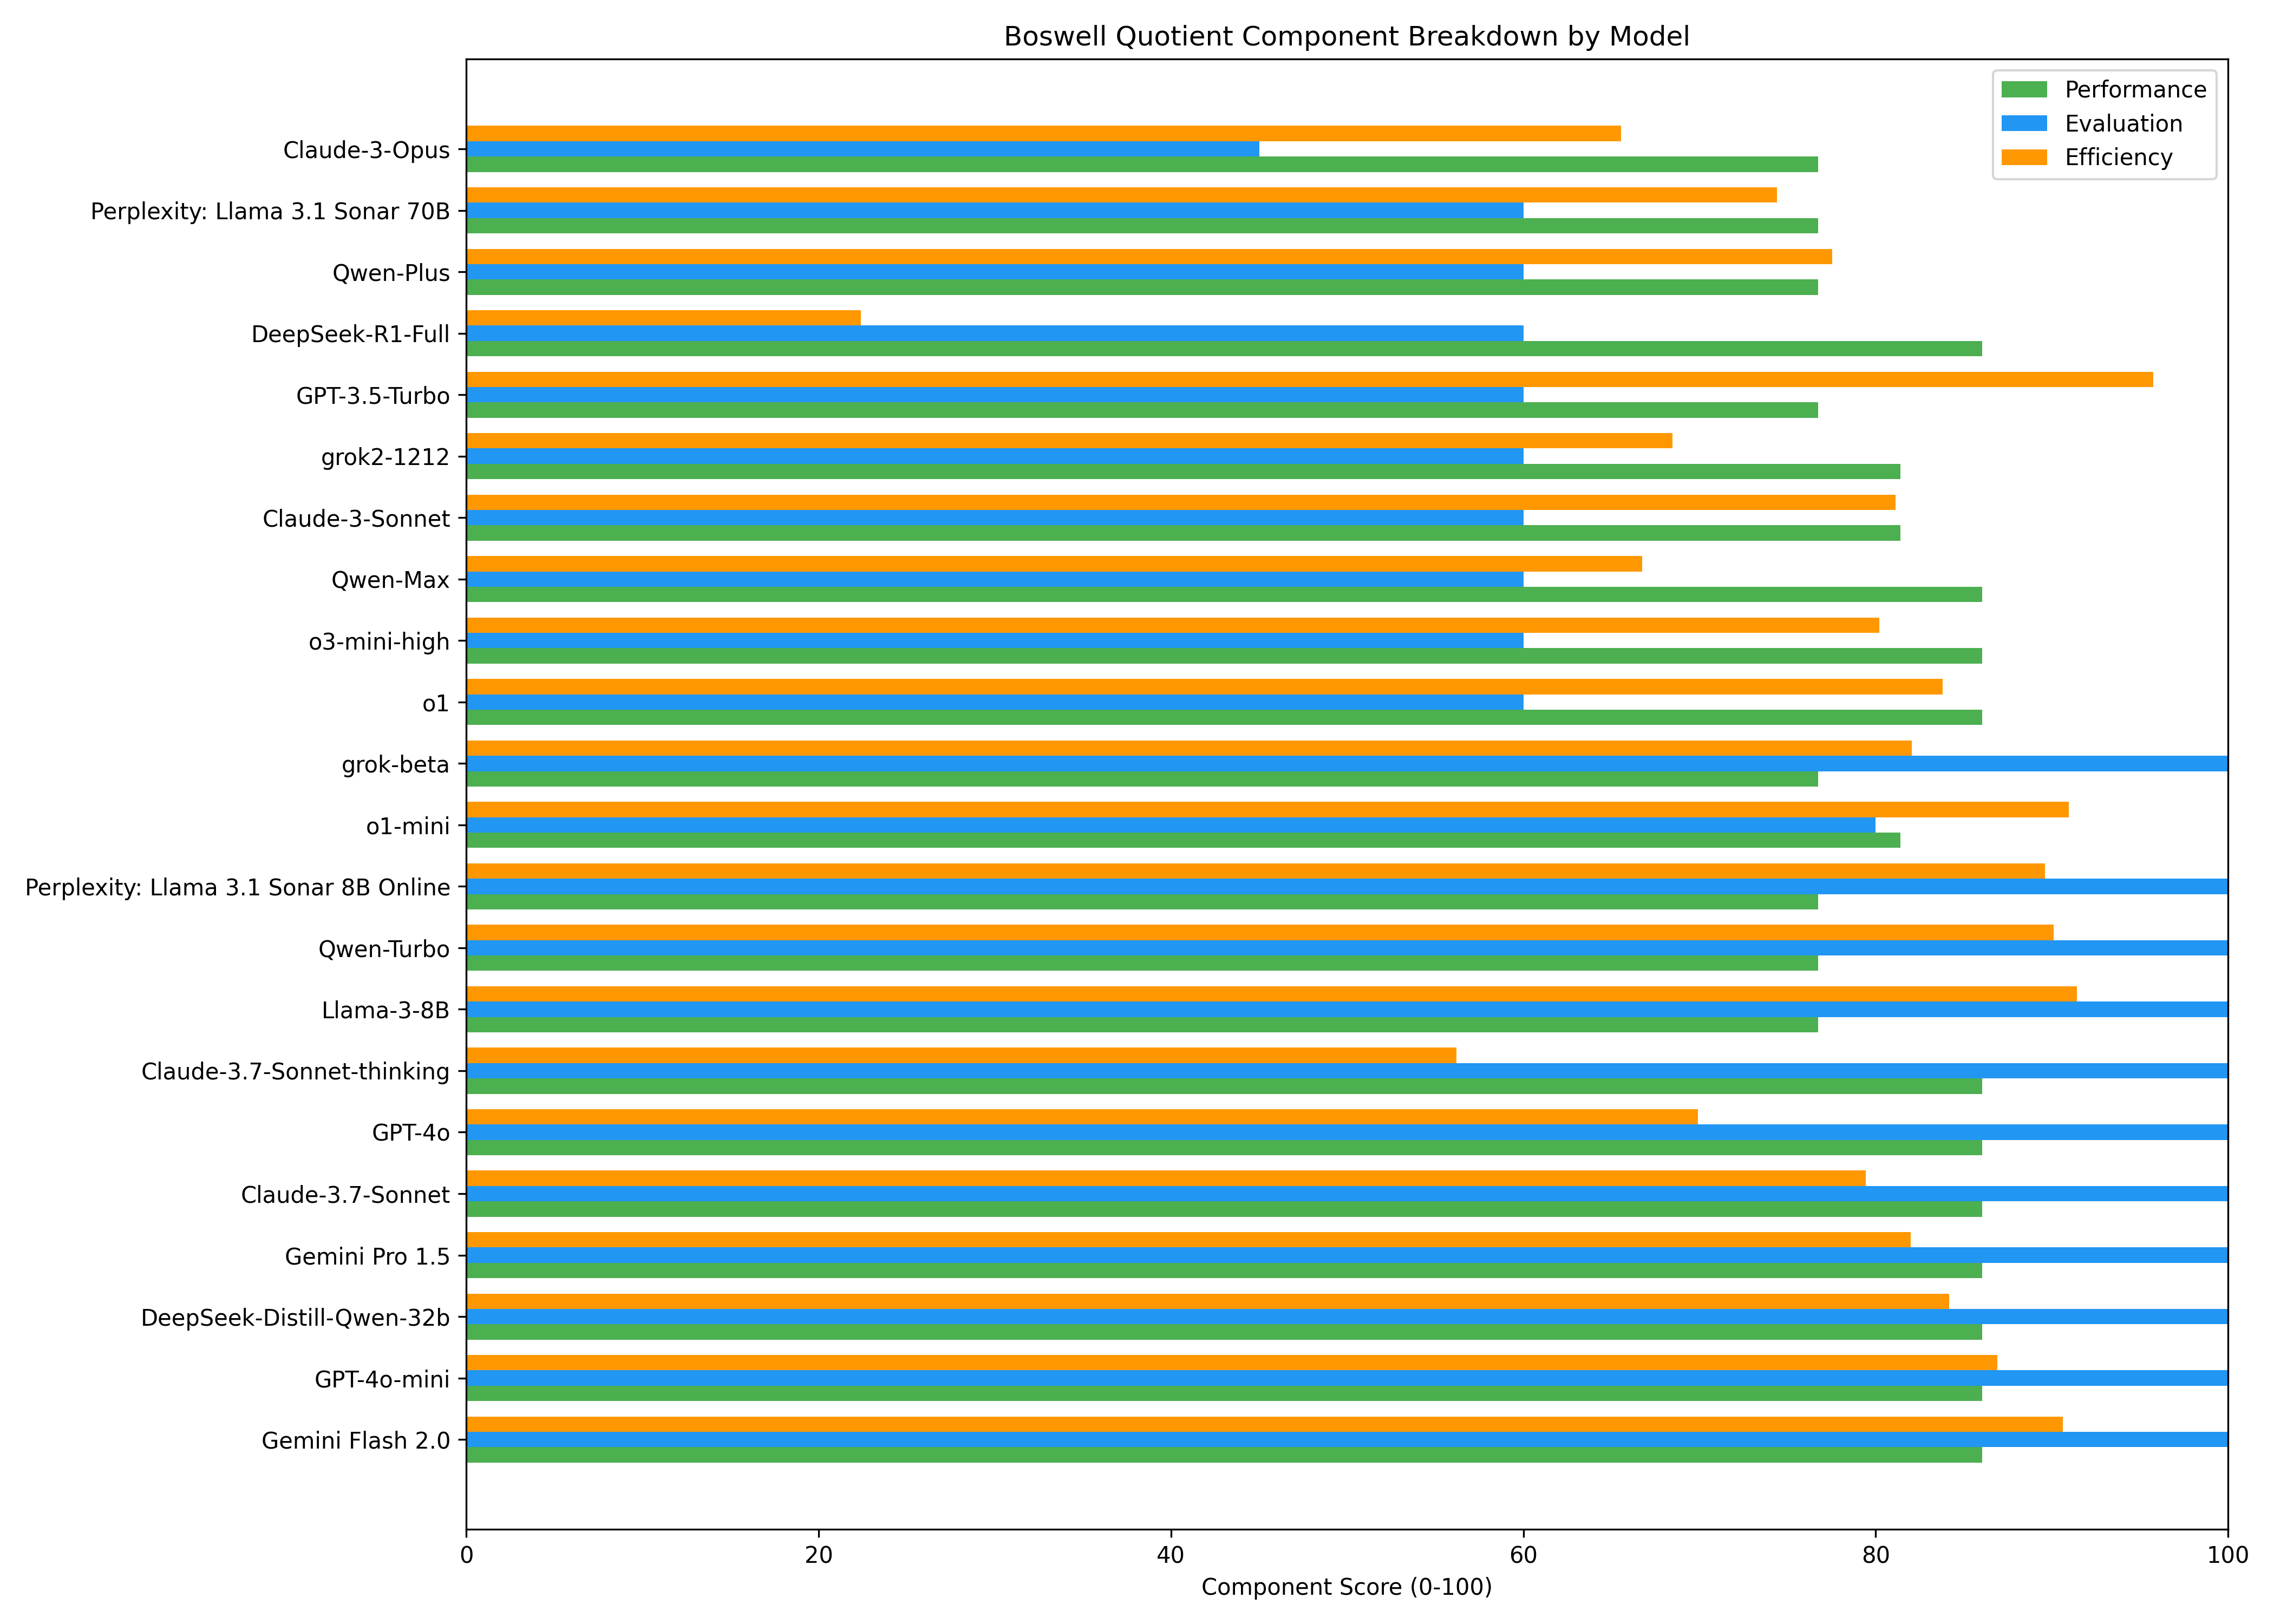 Boswell Quotient Component Breakdown by Model
Performance
Evaluation
Efficiency
Claude-3-Opus
Perplexity: Llama 3.1 Sonar 70B
Qwen-Plus
DeepSeek-R1-Full
GPT-3.5-Turbo
grok2-1212
Claude-3-Sonnet
Qwen-Max
o3-mini-high
o1
grok-beta
o1-mini
Perplexity: Llama 3.1 Sonar 8B Online
Qwen-Turbo
Llama-3-8B
Claude-3.7-Sonnet-thinking
GPT-4o
Claude-3.7-Sonnet
Gemini Pro 1.5
DeepSeek-Distill-Qwen-32b
GPT-4o-mini
Gemini Flash 2.0
0 20 40 60 80 100
Component Score (0-100)